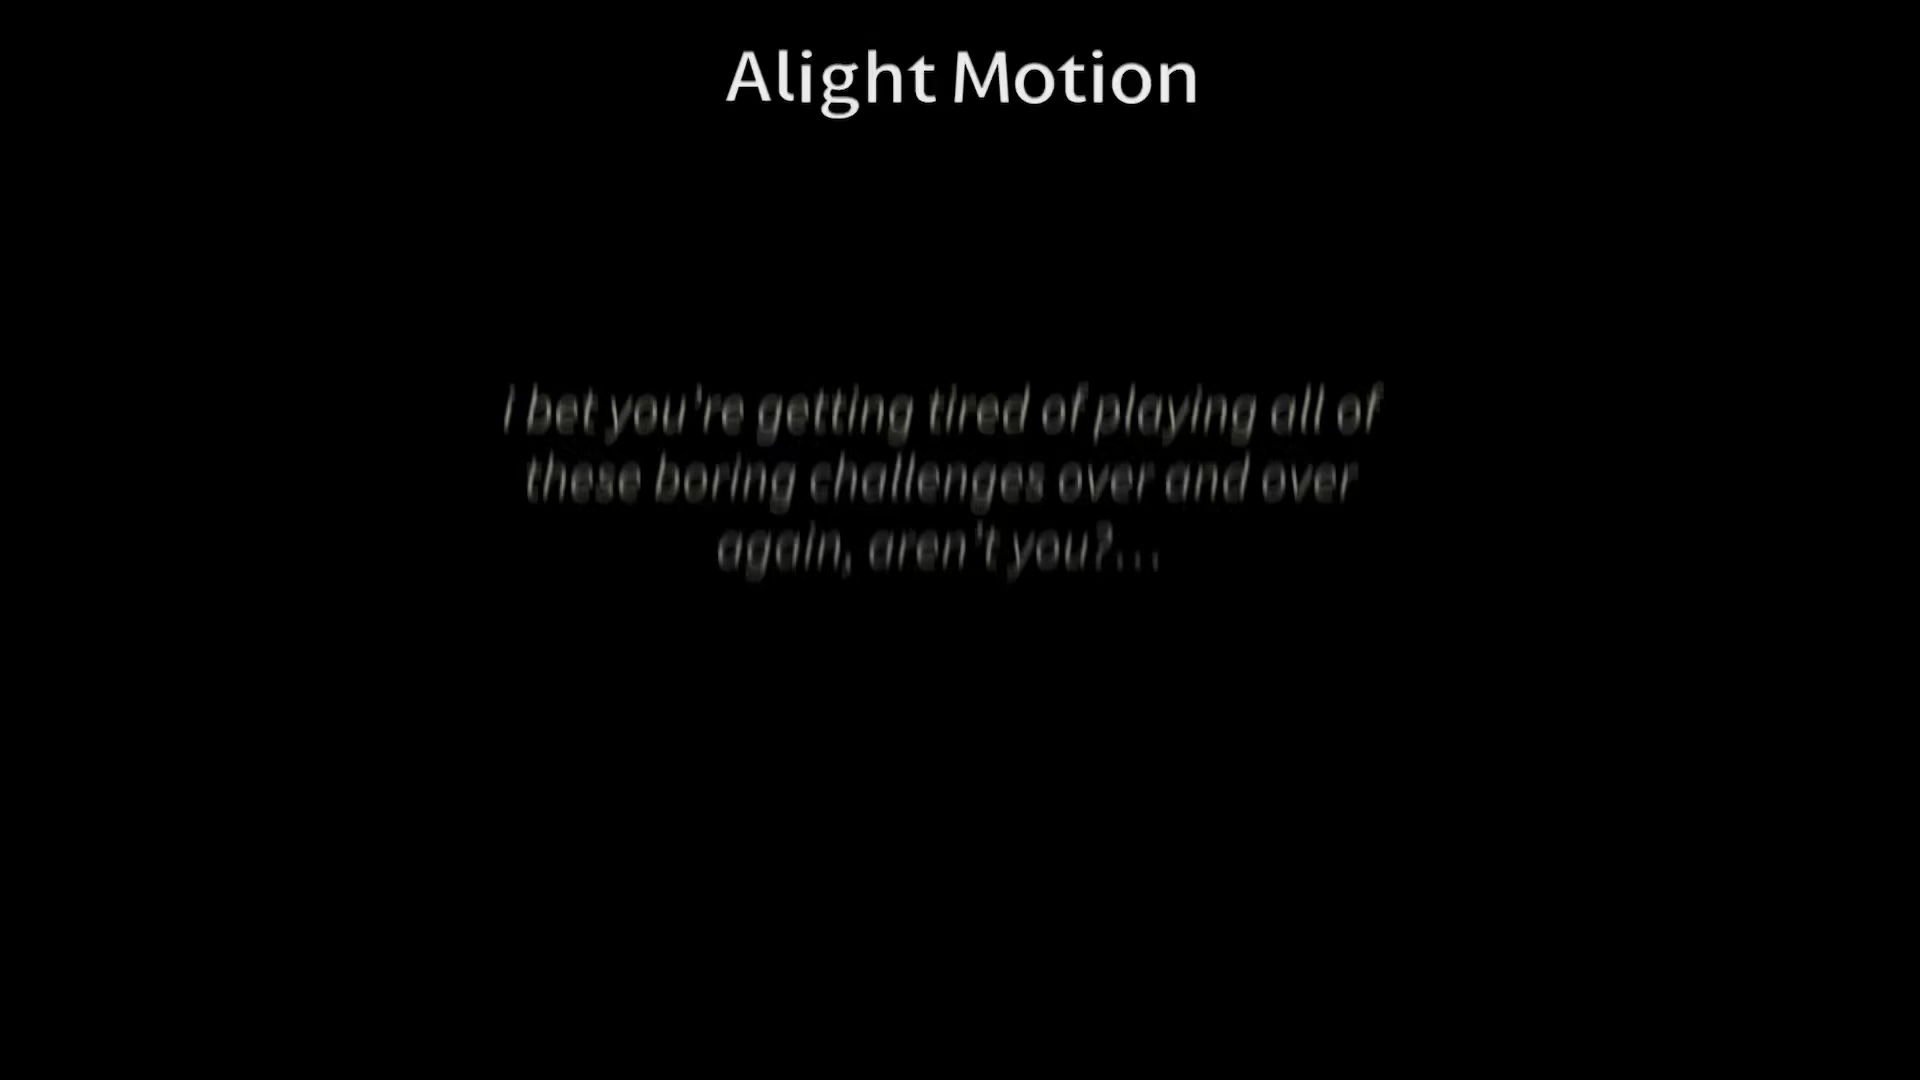 Alight Motion
I bet you're getting tired of playing all of
these boring challenges over and over
again, aren't you?...